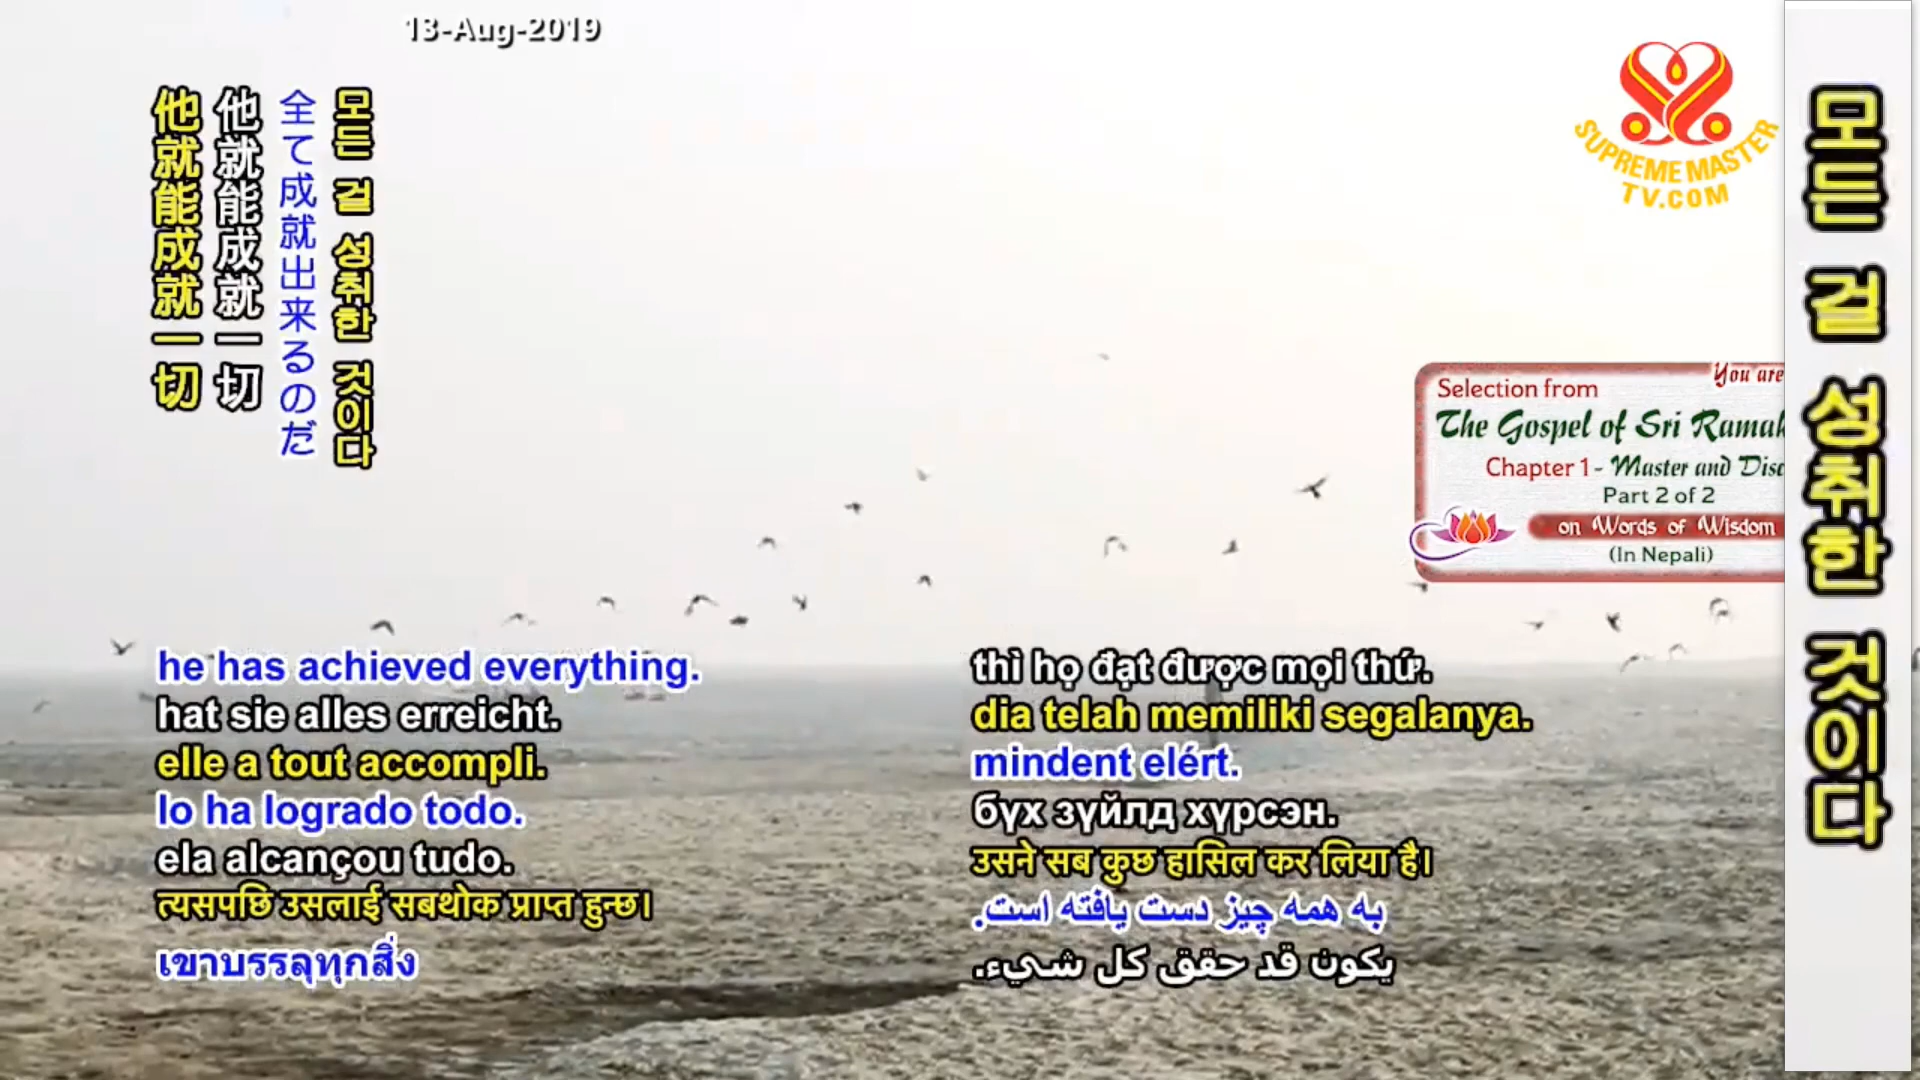 13-Aug-2019
他就能成就一切
他就能成就一切
全て成就出来るのだ
모든 걸 성취한 것이다
SUPREME MASTER
TV.COM
You are
Selection from
The Gospel of Sri Ramak
Chapter 1 - Master and Disc
Part 2 of 2
on Words of Wisdom
(In Nepali)
모든 걸 성취한 것이다
he has achieved everything.
hat sie alles erreicht.
elle a tout accompli.
lo ha logrado todo.
ela alcançou tudo.
त्यसपछि उसलाई सबथोक प्राप्त हुन्छ।
เขาบรรลุทุกสิ่ง
thì họ đạt được mọi thứ.
dia telah memiliki segalanya.
mindent elért.
бүх зүйлд хүрсэн.
उसने सब कुछ हासिल कर लिया है।
به همه چیز دست یافته است.
يكون قد حقق كل شيء.